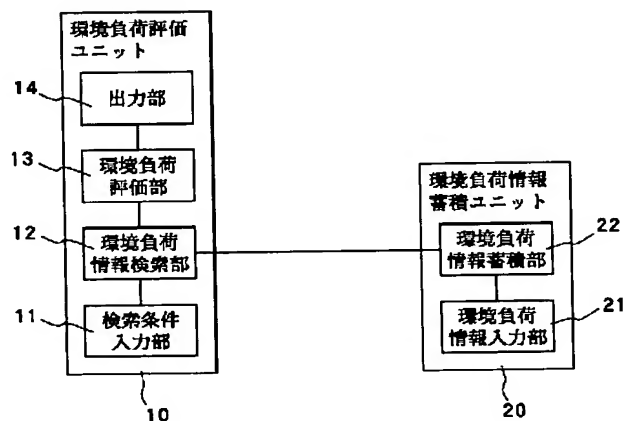 環境負荷評価
ユニット
14
出力部
13
環境負荷
評価部
12
環境負荷
情報検索部
11
検索条件
入力部
10
環境負荷情報
蓄積ユニット
環境負荷
情報蓄積部
22
環境負荷
情報入力部
21
20